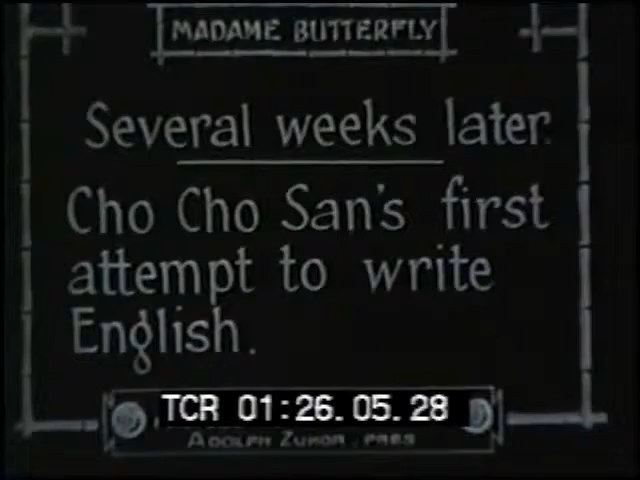 MADAME BUTTERFLY
Several weeks later.
Cho Cho San's first
attempt to write
English.
TCR 01:26.05.28
ADOLPH ZUKOR, PRES